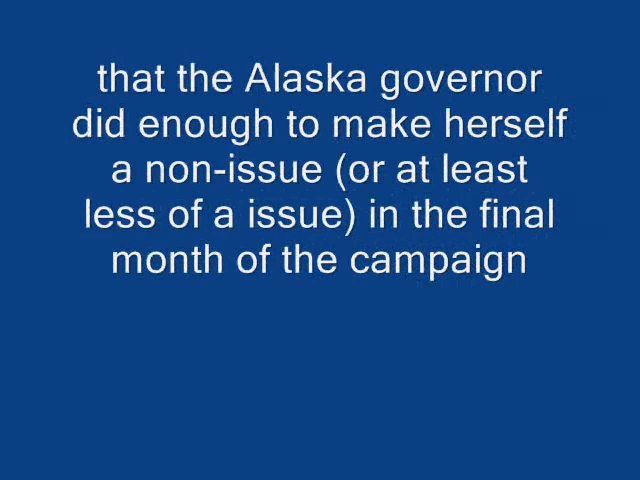 that the Alaska governor
did enough to make herself
a non-issue (or at least
less of a issue) in the final
month of the campaign